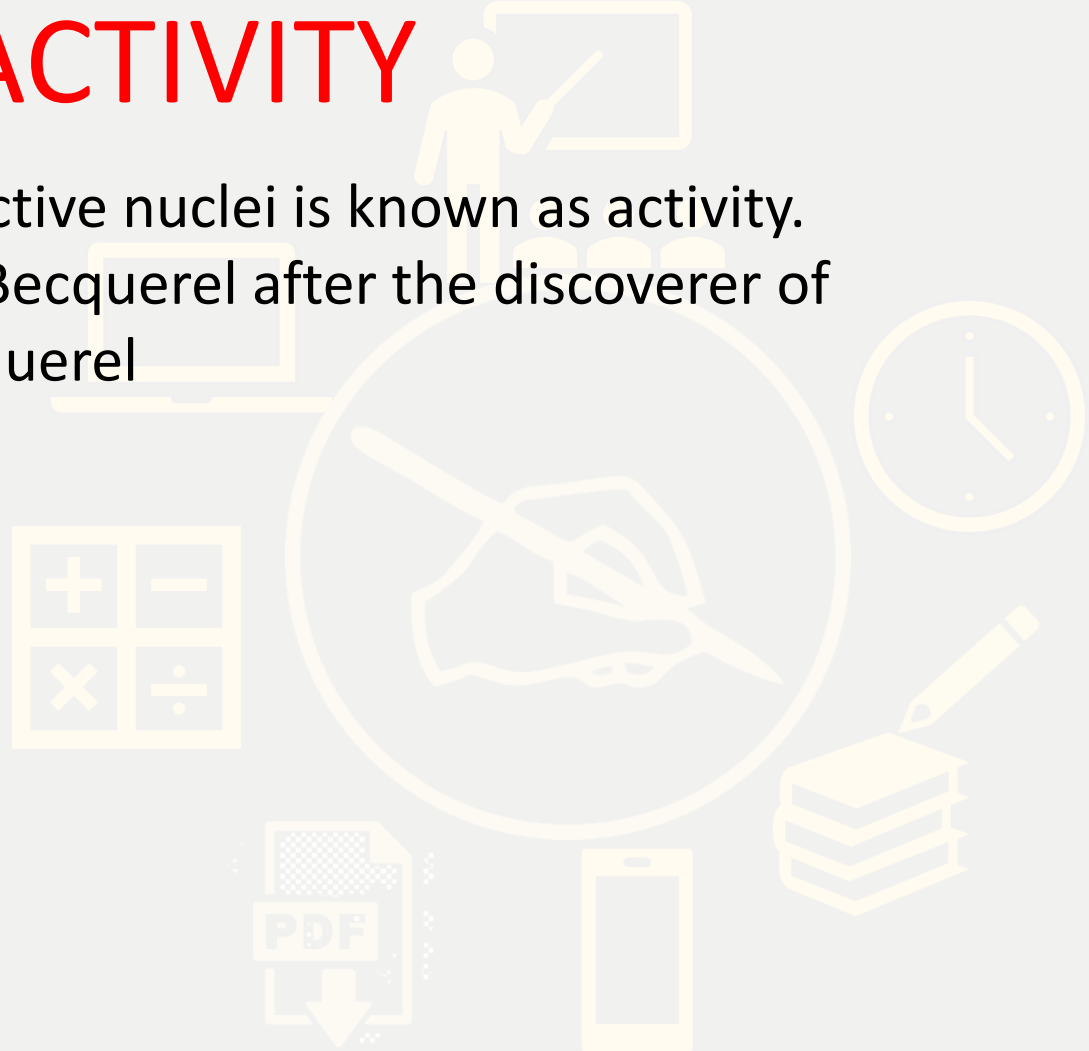 ACTIVITY
ctive nuclei is known as activity.
Becquerel after the discoverer of
uerel
PDF